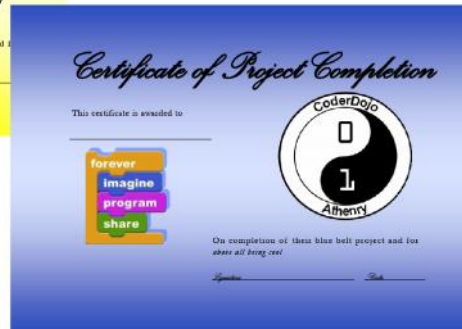 Certificate of Project Completion
This certificate is awarded to
CoderDojo
0
1
Athenry
forever
imagine
program
share
On completion of their blue belt project and for
above all being cool
Signature
Date